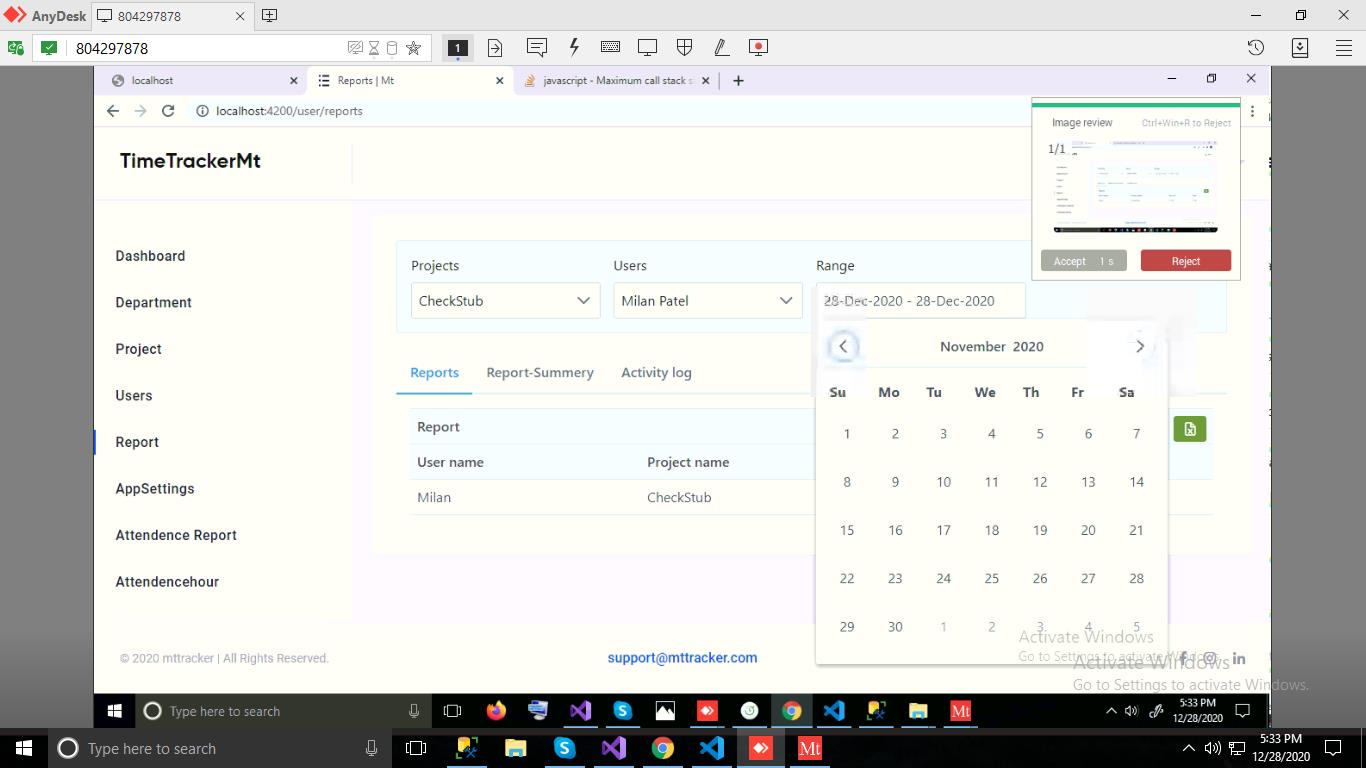 AnyDesk 804297878
804297878 1
localhost Reports | Mt javascript - Maximum call stack s
localhost:4200/user/reports
Image review Ctrl+Win+R to Reject
1/1
Accept 1 s Reject
TimeTrackerMt
Dashboard
Department
Project
Users
Report
AppSettings
Attendence Report
Attendencehour
Projects Users Range
CheckStub Milan Patel 28-Dec-2020 - 28-Dec-2020
Reports Report-Summery Activity log
Report
User name Project name
Milan CheckStub
November 2020
Su Mo Tu We Th Fr Sa
1 2 3 4 5 6 7
8 9 10 11 12 13 14
15 16 17 18 19 20 21
22 23 24 25 26 27 28
29 30 1 2 3 4 5
© 2020 mttracker | All Rights Reserved. support@mttracker.com
Activate Windows
Go to Settings to activate Windows.
Activate Windows
Go to Settings to activate Windows.
Type here to search Mt 5:33 PM
12/28/2020
Type here to search Mt 5:33 PM
12/28/2020